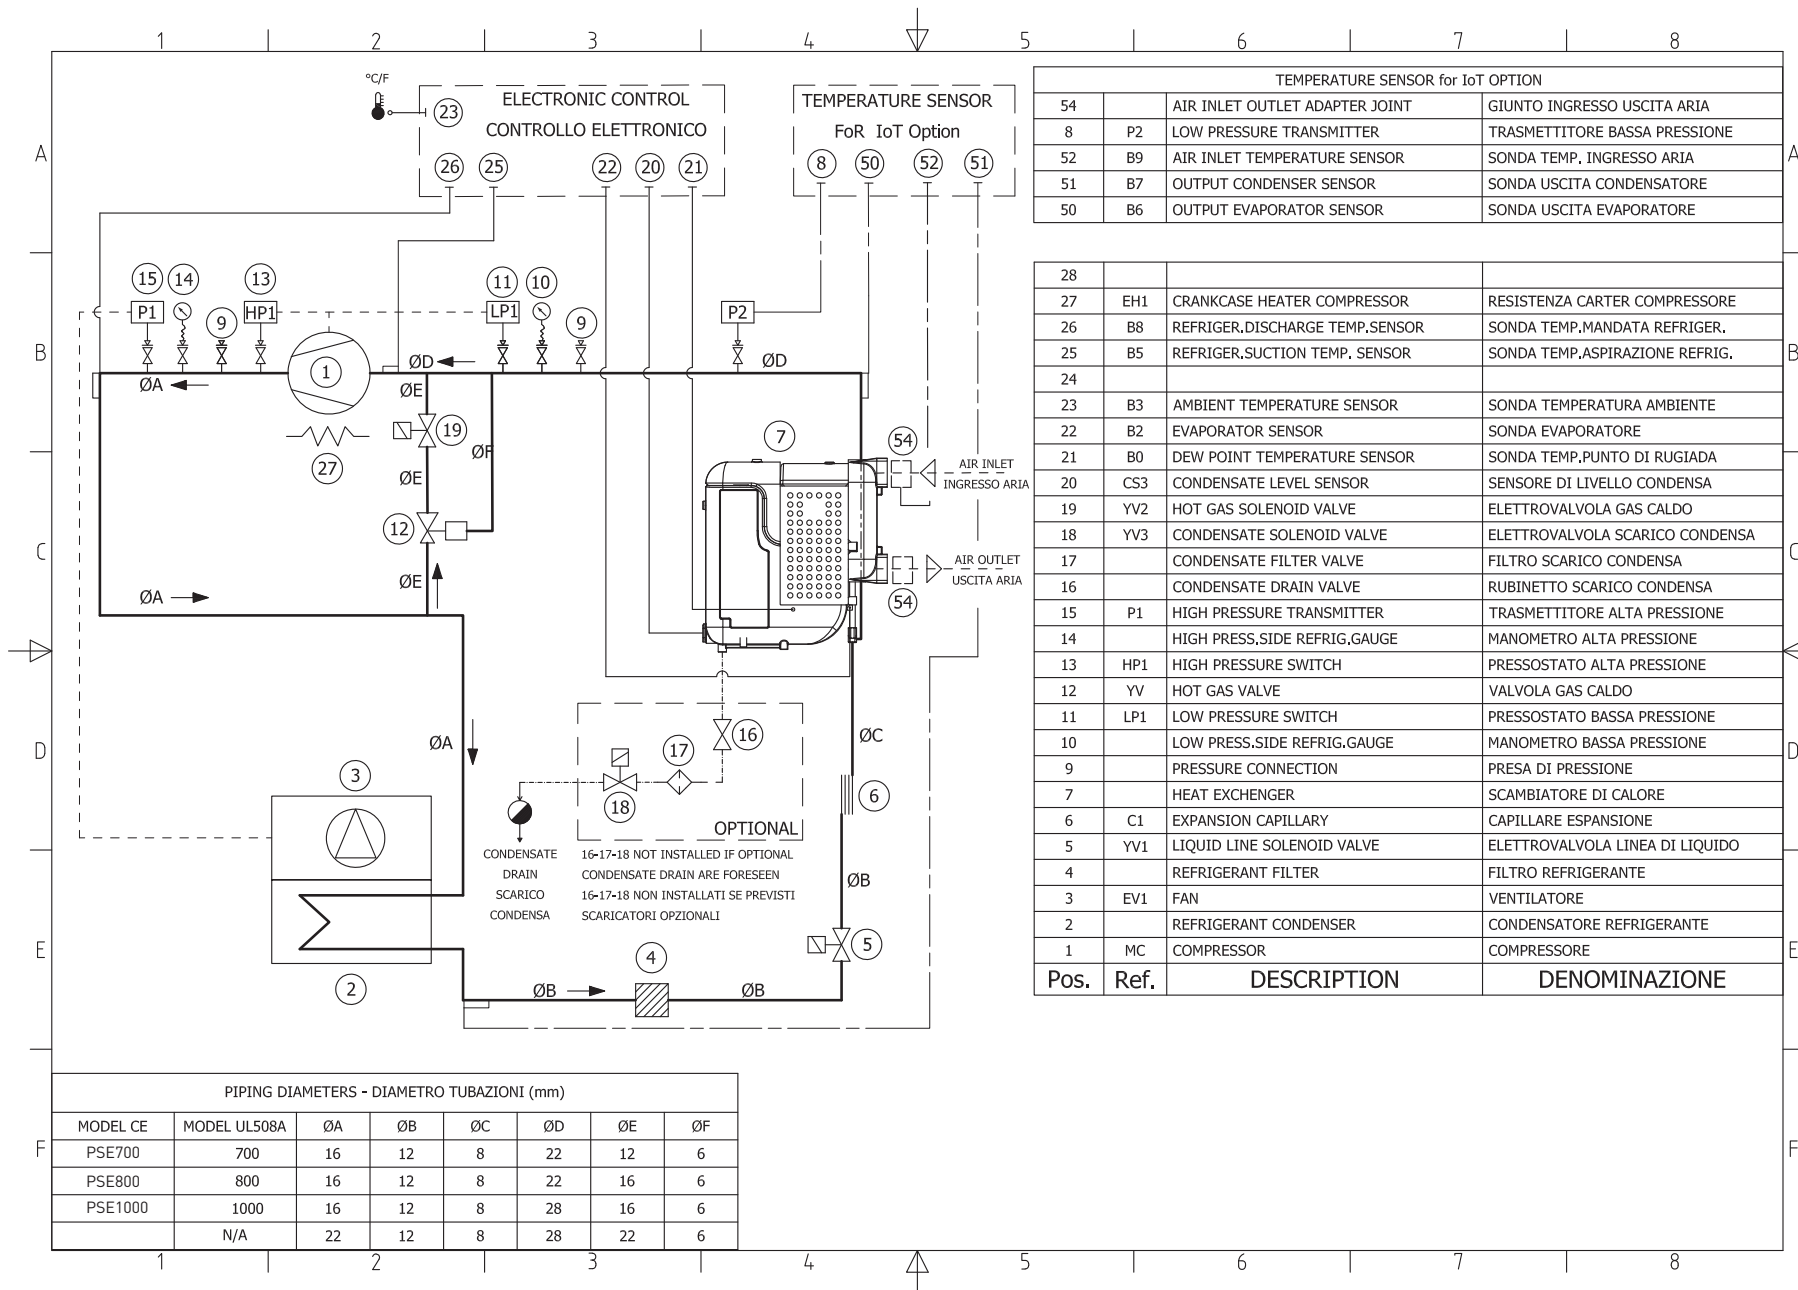 1 2 3 4 5 6 7 8
A
B
C
D
E
F
A
B
C
D
E
F
1 2 3 4 5 6 7 8
°C/F
23
ELECTRONIC CONTROL
CONTROLLO ELETTRONICO
26 25 22 20 21
TEMPERATURE SENSOR
FoR IoT Option
8 50 52 51
15 14 13 11 10
P1 9 HP1 LP1 9 P2
1
ØA ØD ØD
ØE
19
27
ØF
7
54
AIR INLET
INGRESSO ARIA
ØE
12
AIR OUTLET
USCITA ARIA
54
ØE
ØA
ØA
16
17
18
OPTIONAL
ØC
6
3
CONDENSATE
DRAIN
SCARICO
CONDENSA
16-17-18 NOT INSTALLED IF OPTIONAL
CONDENSATE DRAIN ARE FORESEEN
16-17-18 NON INSTALLATI SE PREVISTI
SCARICATORI OPZIONALI
ØB
5
4
2
ØB ØB
TEMPERATURE SENSOR for IoT OPTION
54 AIR INLET OUTLET ADAPTER JOINT GIUNTO INGRESSO USCITA ARIA
8 P2 LOW PRESSURE TRANSMITTER TRASMETTITORE BASSA PRESSIONE
52 B9 AIR INLET TEMPERATURE SENSOR SONDA TEMP. INGRESSO ARIA
51 B7 OUTPUT CONDENSER SENSOR SONDA USCITA CONDENSATORE
50 B6 OUTPUT EVAPORATOR SENSOR SONDA USCITA EVAPORATORE
28
27 EH1 CRANKCASE HEATER COMPRESSOR RESISTENZA CARTER COMPRESSORE
26 B8 REFRIGER.DISCHARGE TEMP.SENSOR SONDA TEMP.MANDATA REFRIGER.
25 B5 REFRIGER.SUCTION TEMP. SENSOR SONDA TEMP.ASPIRAZIONE REFRIG.
24
23 B3 AMBIENT TEMPERATURE SENSOR SONDA TEMPERATURA AMBIENTE
22 B2 EVAPORATOR SENSOR SONDA EVAPORATORE
21 B0 DEW POINT TEMPERATURE SENSOR SONDA TEMP.PUNTO DI RUGIADA
20 CS3 CONDENSATE LEVEL SENSOR SENSORE DI LIVELLO CONDENSA
19 YV2 HOT GAS SOLENOID VALVE ELETTROVALVOLA GAS CALDO
18 YV3 CONDENSATE SOLENOID VALVE ELETTROVALVOLA SCARICO CONDENSA
17 CONDENSATE FILTER VALVE FILTRO SCARICO CONDENSA
16 CONDENSATE DRAIN VALVE RUBINETTO SCARICO CONDENSA
15 P1 HIGH PRESSURE TRANSMITTER TRASMETTITORE ALTA PRESSIONE
14 HIGH PRESS.SIDE REFRIG.GAUGE MANOMETRO ALTA PRESSIONE
13 HP1 HIGH PRESSURE SWITCH PRESSOSTATO ALTA PRESSIONE
12 YV HOT GAS VALVE VALVOLA GAS CALDO
11 LP1 LOW PRESSURE SWITCH PRESSOSTATO BASSA PRESSIONE
10 LOW PRESS.SIDE REFRIG.GAUGE MANOMETRO BASSA PRESSIONE
9 PRESSURE CONNECTION PRESA DI PRESSIONE
7 HEAT EXCHENGER SCAMBIATORE DI CALORE
6 C1 EXPANSION CAPILLARY CAPILLARE ESPANSIONE
5 YV1 LIQUID LINE SOLENOID VALVE ELETTROVALVOLA LINEA DI LIQUIDO
4 REFRIGERANT FILTER FILTRO REFRIGERANTE
3 EV1 FAN VENTILATORE
2 REFRIGERANT CONDENSER CONDENSATORE REFRIGERANTE
1 MC COMPRESSOR COMPRESSORE
Pos. Ref. DESCRIPTION DENOMINAZIONE
PIPING DIAMETERS - DIAMETRO TUBAZIONI (mm)
MODEL CE MODEL UL508A ØA ØB ØC ØD ØE ØF
PSE700 700 16 12 8 22 12 6
PSE800 800 16 12 8 22 16 6
PSE1000 1000 16 12 8 28 16 6
N/A 22 12 8 28 22 6